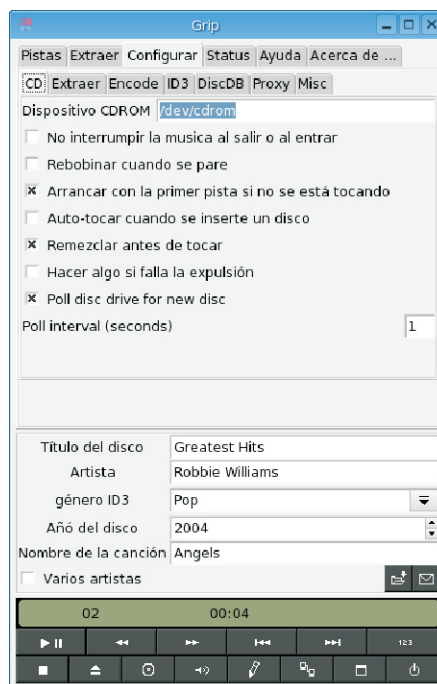 Grip
Pistas Extraer Configurar Status Ayuda Acerca de ...
CD Extraer Encode ID3 DiscDB Proxy Misc
Dispositivo CDROM /dev/cdrom
No interrumpir la musica al salir o al entrar
Rebobinar cuando se pare
Arrancar con la primer pista si no se está tocando
Auto-tocar cuando se inserte un disco
Remezclar antes de tocar
Hacer algo si falla la expulsión
Poll disc drive for new disc
Poll interval (seconds) 1
Título del disco Greatest Hits
Artista Robbie Williams
género ID3 Pop
Añó del disco 2004
Nombre de la canción Angels
Varios artistas
02 00:04
123